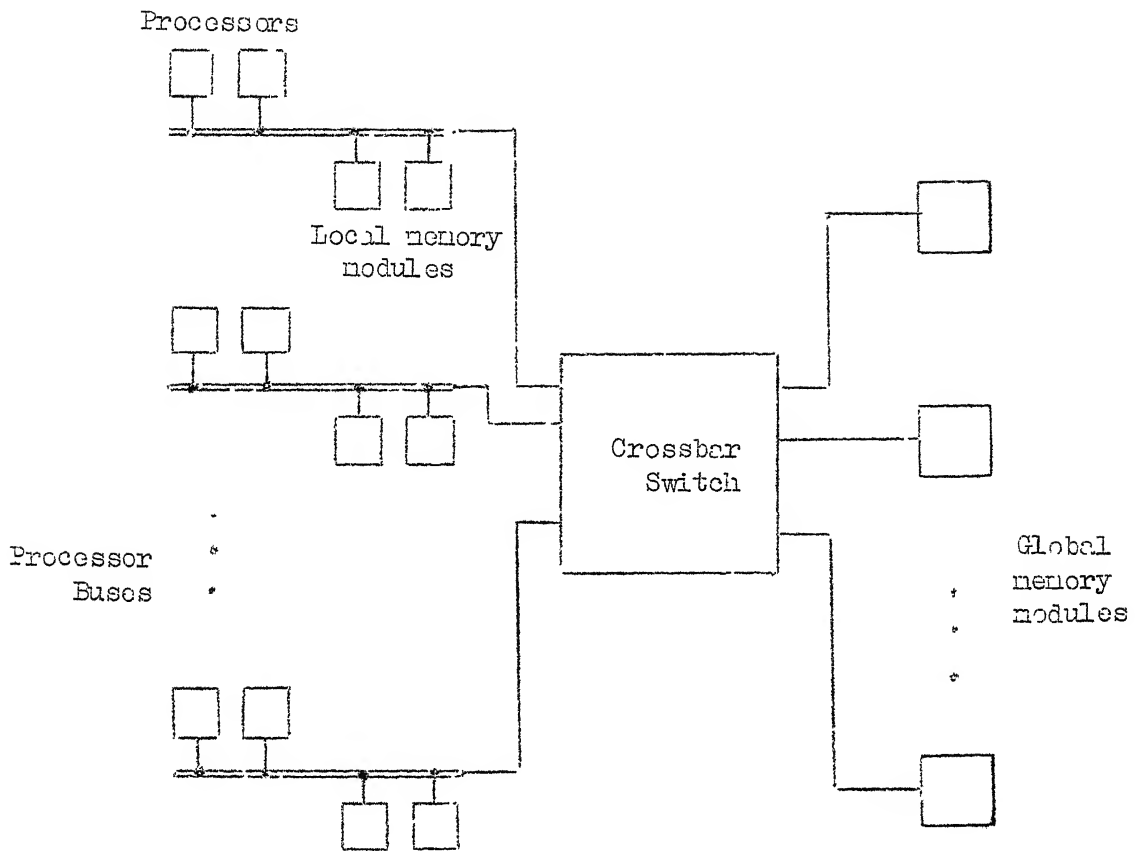 Processors
Local memory
modules
Crossbar
Switch
Processor
Buses
Global
memory
modules